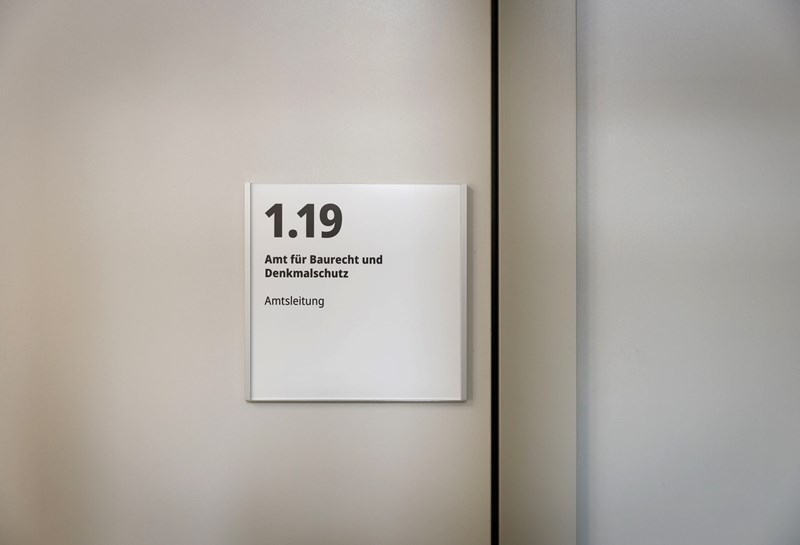 1.19
Amt für Baurecht und
Denkmalschutz
Amtsleitung